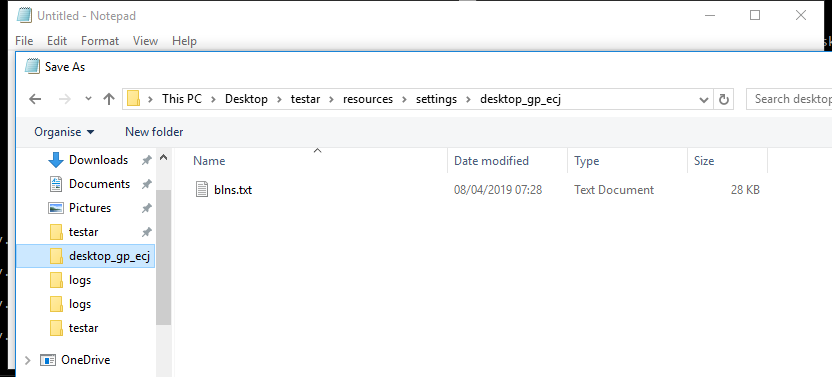 Untitled - Notepad
File Edit Format View Help
Save As
This PC > Desktop > testar > resources > settings > desktop_gp_ecj
Search deskto
Organise New folder
Name Date modified Type Size
blns.txt 08/04/2019 07:28 Text Document 28 KB
Downloads
Documents
Pictures
testar
desktop_gp_ecj
logs
logs
testar
OneDrive